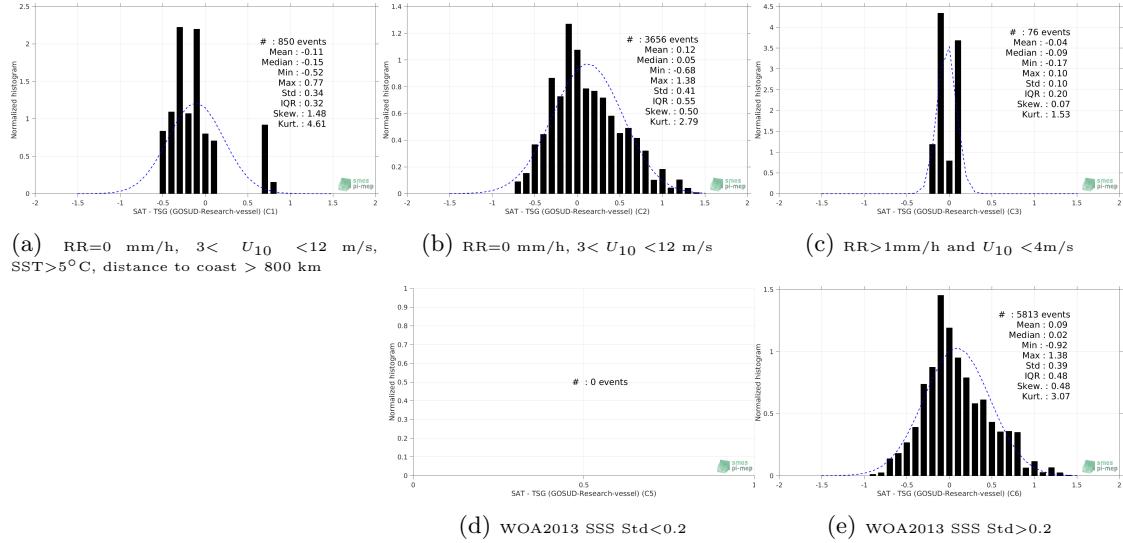 2.5
2
1.5
1
0.5
0
Normalized histogram
# : 850 events
Mean : -0.11
Median : -0.15
Min : -0.52
Max : 0.77
Std : 0.34
IQR : 0.32
Skew. : 1.48
Kurt. : 4.61
smos
pi-mep
-2 -1.5 -1 -0.5 0 0.5 1 1.5 2
SAT - TSG (GOSUD-Research-vessel) (C1)
(a) RR=0 mm/h, 3< U10 <12 m/s,
SST>5°C, distance to coast > 800 km
1.4
1.2
1
0.8
0.6
0.4
0.2
0
Normalized histogram
# : 3656 events
Mean : 0.12
Median : 0.05
Min : -0.68
Max : 1.38
Std : 0.41
IQR : 0.55
Skew. : 0.50
Kurt. : 2.79
smos
pi-mep
-2 -1.5 -1 -0.5 0 0.5 1 1.5 2
SAT - TSG (GOSUD-Research-vessel) (C2)
(b) RR=0 mm/h, 3< U10 <12 m/s
4.5
4
3.5
3
2.5
2
1.5
1
0.5
0
Normalized histogram
# : 76 events
Mean : -0.04
Median : -0.09
Min : -0.17
Max : 0.10
Std : 0.10
IQR : 0.20
Skew. : 0.07
Kurt. : 1.53
smos
pi-mep
-2 -1.5 -1 -0.5 0 0.5 1 1.5 2
SAT - TSG (GOSUD-Research-vessel) (C3)
(c) RR>1mm/h and U10 <4m/s
1
0.9
0.8
0.7
0.6
0.5
0.4
0.3
0.2
0.1
0
Normalized histogram
# : 0 events
smos
pi-mep
0 0.5 1
SAT - TSG (GOSUD-Research-vessel) (C5)
(d) WOA2013 SSS Std<0.2
1.5
1
0.5
0
Normalized histogram
# : 5813 events
Mean : 0.09
Median : 0.02
Min : -0.92
Max : 1.38
Std : 0.39
IQR : 0.48
Skew. : 0.48
Kurt. : 3.07
smos
pi-mep
-2 -1.5 -1 -0.5 0 0.5 1 1.5 2
SAT - TSG (GOSUD-Research-vessel) (C6)
(e) WOA2013 SSS Std>0.2